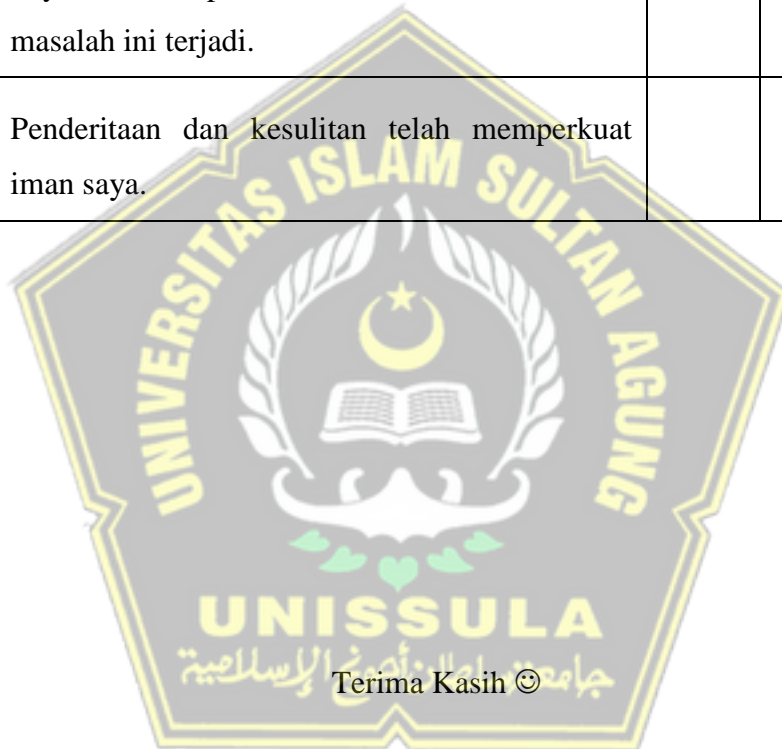 masalah ini terjadi.
Penderitaan dan kesulitan telah memperkuat
iman saya.
UNIVERSITAS ISLAM SULTAN AGUNG
UNISSULA
جامعة سلطان أجونج الإسلامية
Terima Kasih ☺